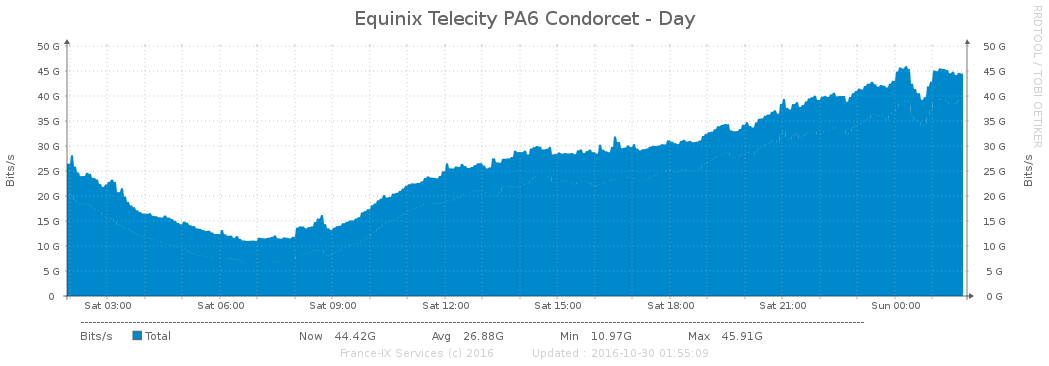 Equinix Telecity PA6 Condorcet - Day
RRDTOOL / TOBI OETIKER
50 G 50 G
45 G 45 G
40 G 40 G
35 G 35 G
30 G 30 G
25 G 25 G
20 G 20 G
15 G 15 G
10 G 10 G
5 G 5 G
0 0 G
Bits/s
Bits/s
Sat 03:00 Sat 06:00 Sat 09:00 Sat 12:00 Sat 15:00 Sat 18:00 Sat 21:00 Sun 00:00
Bits/s Total Now 44.42G Avg 26.88G Min 10.97G Max 45.91G
France-IX Services (c) 2016 Updated : 2016-10-30 01:55:09